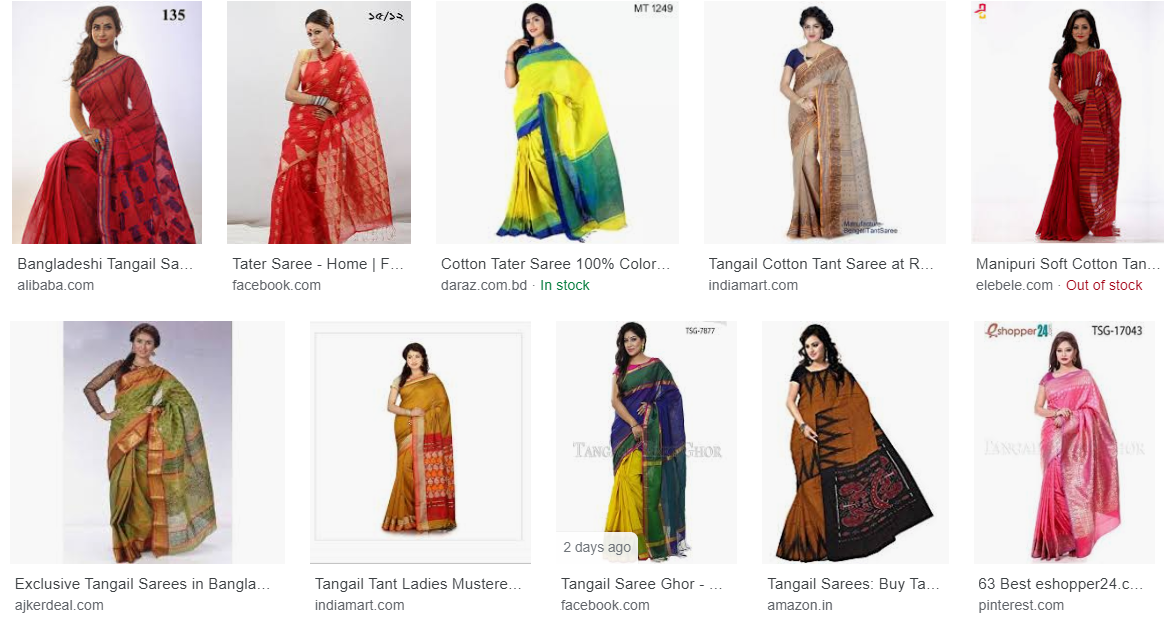 135
১৫/১২
MT 1249
Manufacture-
Bengal-TantSaree
Bangladeshi Tangail Sa...
alibaba.com
Tater Saree - Home | F...
facebook.com
Cotton Tater Saree 100% Color...
daraz.com.bd · In stock
Tangail Cotton Tant Saree at R...
indiamart.com
Manipuri Soft Cotton Tan...
elebele.com · Out of stock
TSG-7877
eshopper24
TSG-17043
TANGAIL
GHOR
TANGAIL
2 days ago
Exclusive Tangail Sarees in Bangla...
ajkerdeal.com
Tangail Tant Ladies Mustere...
indiamart.com
Tangail Saree Ghor - ...
facebook.com
Tangail Sarees: Buy Ta...
amazon.in
63 Best eshopper24.c...
pinterest.com